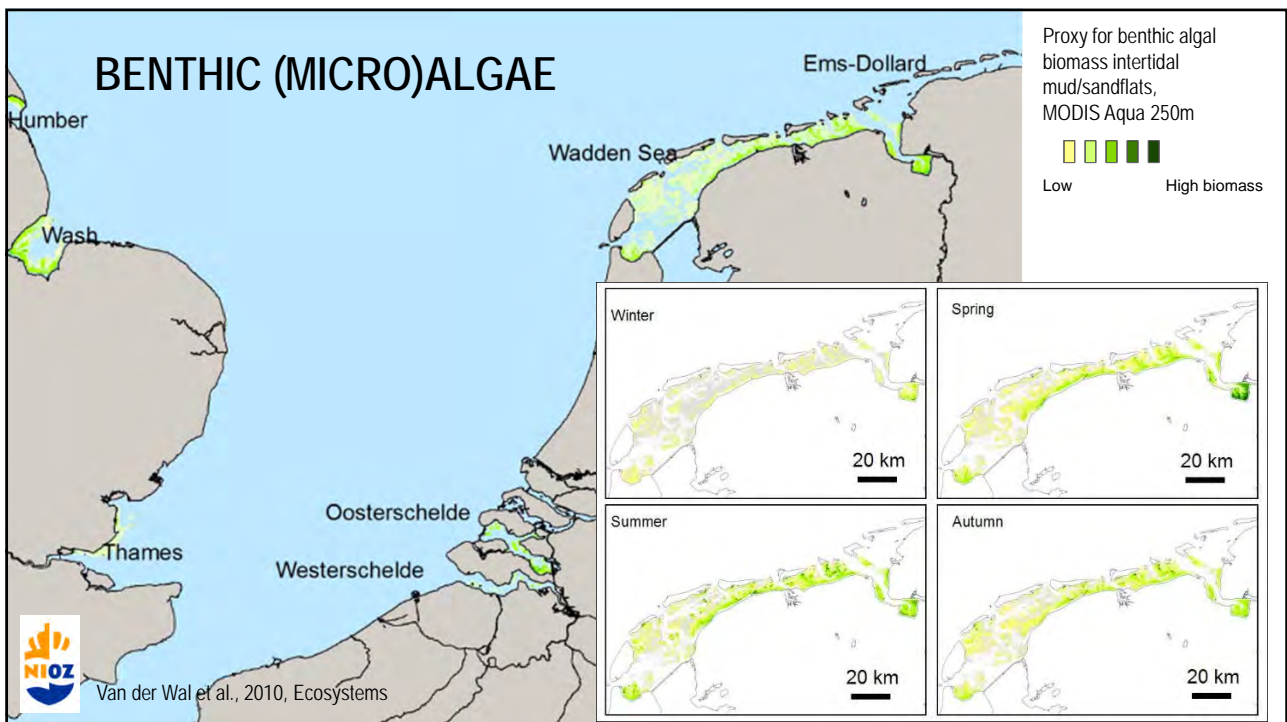 BENTHIC (MICRO)ALGAE
Proxy for benthic algal
biomass intertidal
mud/sandflats,
MODIS Aqua 250m
Low High biomass
Ems-Dollard
Humber
Wadden Sea
Wash
Oosterschelde
Thames
Westerschelde
Winter
20 km
Spring
20 km
Summer
20 km
Autumn
20 km
NIOZ
Van der Wal et al., 2010, Ecosystems